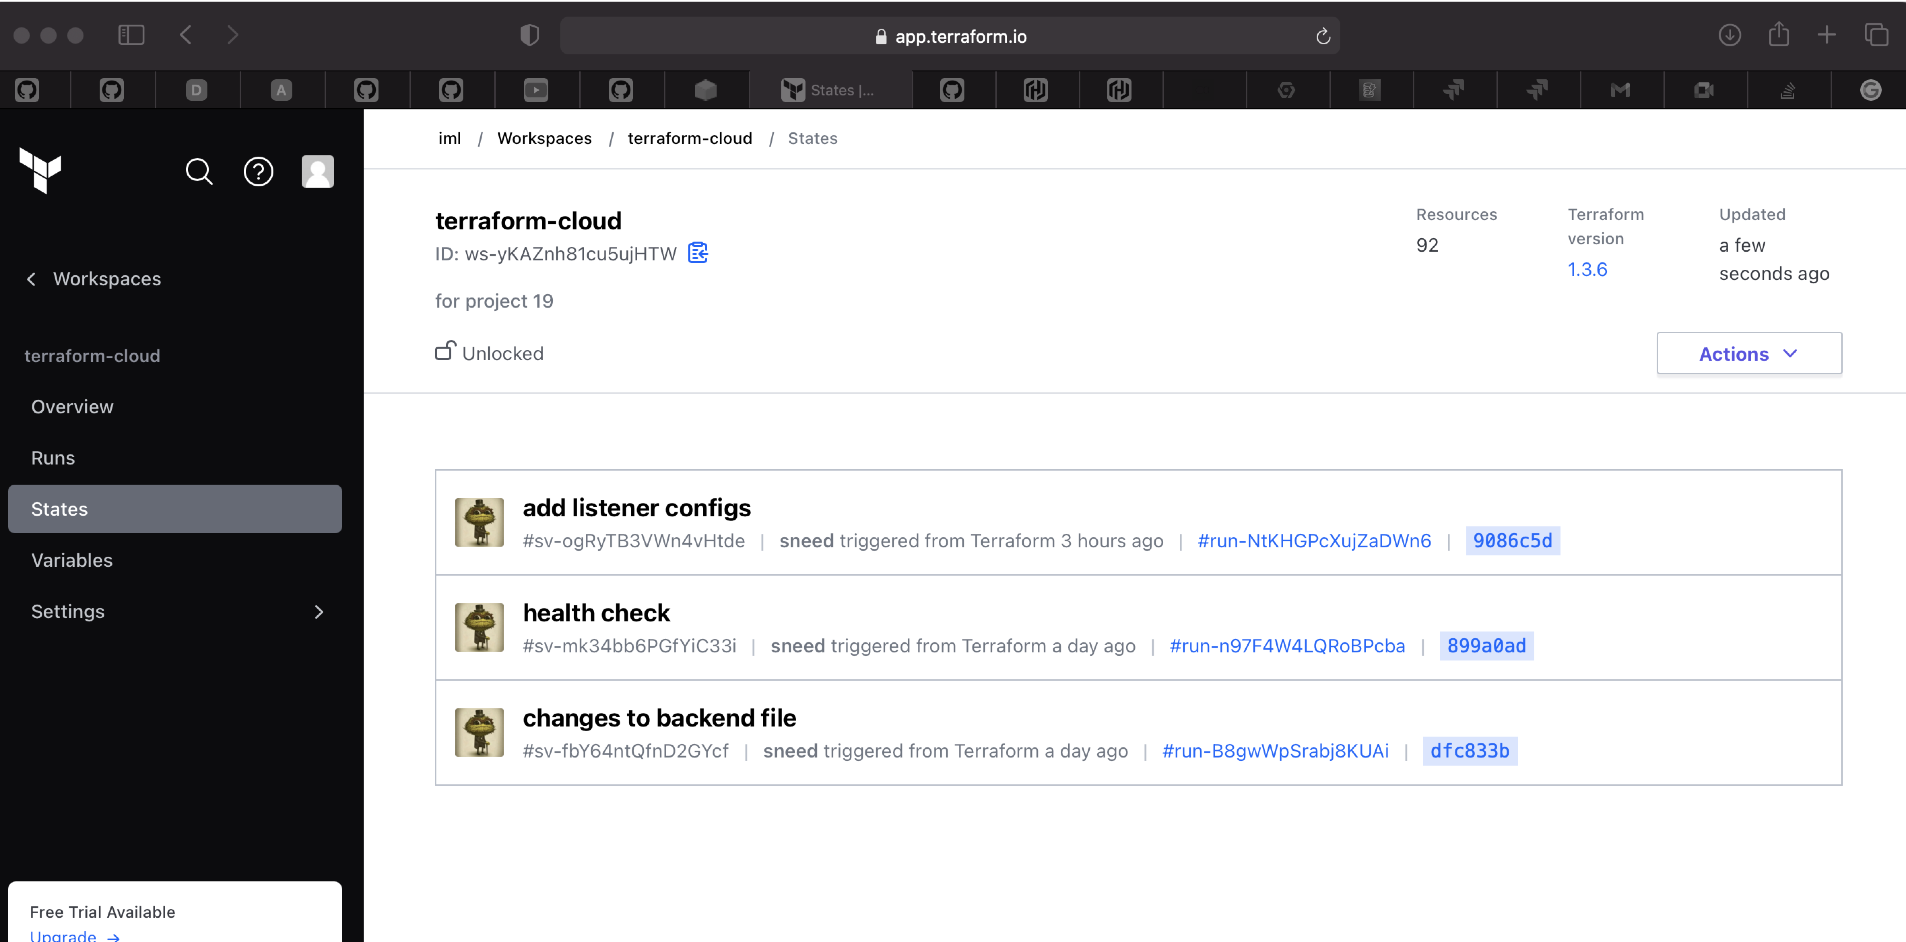 app.terraform.io
D
A
States |...
iml / Workspaces / terraform-cloud / States
terraform-cloud
ID: ws-yKAZnh81cu5ujHTW
for project 19
Unlocked
Resources
92
Terraform
version
1.3.6
Updated
a few
seconds ago
Actions
Workspaces
terraform-cloud
Overview
Runs
States
Variables
Settings
Free Trial Available
Upgrade →
add listener configs
#sv-ogRyTB3VWn4vHtde | sneed triggered from Terraform 3 hours ago | #run-NtKHGPcXujZaDWn6 | 9086c5d
health check
#sv-mk34bb6PGfYiC33i | sneed triggered from Terraform a day ago | #run-n97F4W4LQRoBPcba | 899a0ad
changes to backend file
#sv-fbY64ntQfnD2GYcf | sneed triggered from Terraform a day ago | #run-B8gwWpSrabj8KUAi | dfc833b